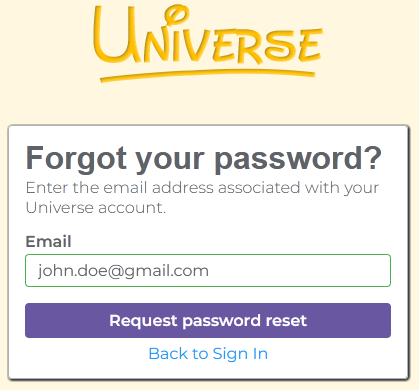 UNIVERSE
Forgot your password?
Enter the email address associated with your
Universe account.
Email
john.doe@gmail.com
Request password reset
Back to Sign In